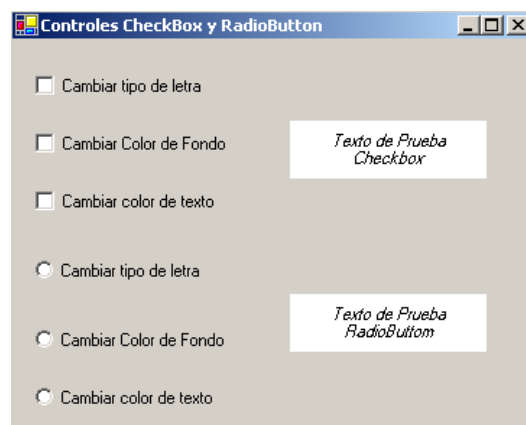 Controles CheckBox y RadioButton
Cambiar tipo de letra
Cambiar Color de Fondo
Texto de Prueba
Checkbox
Cambiar color de texto
Cambiar tipo de letra
Texto de Prueba
RadioButtom
Cambiar Color de Fondo
Cambiar color de texto